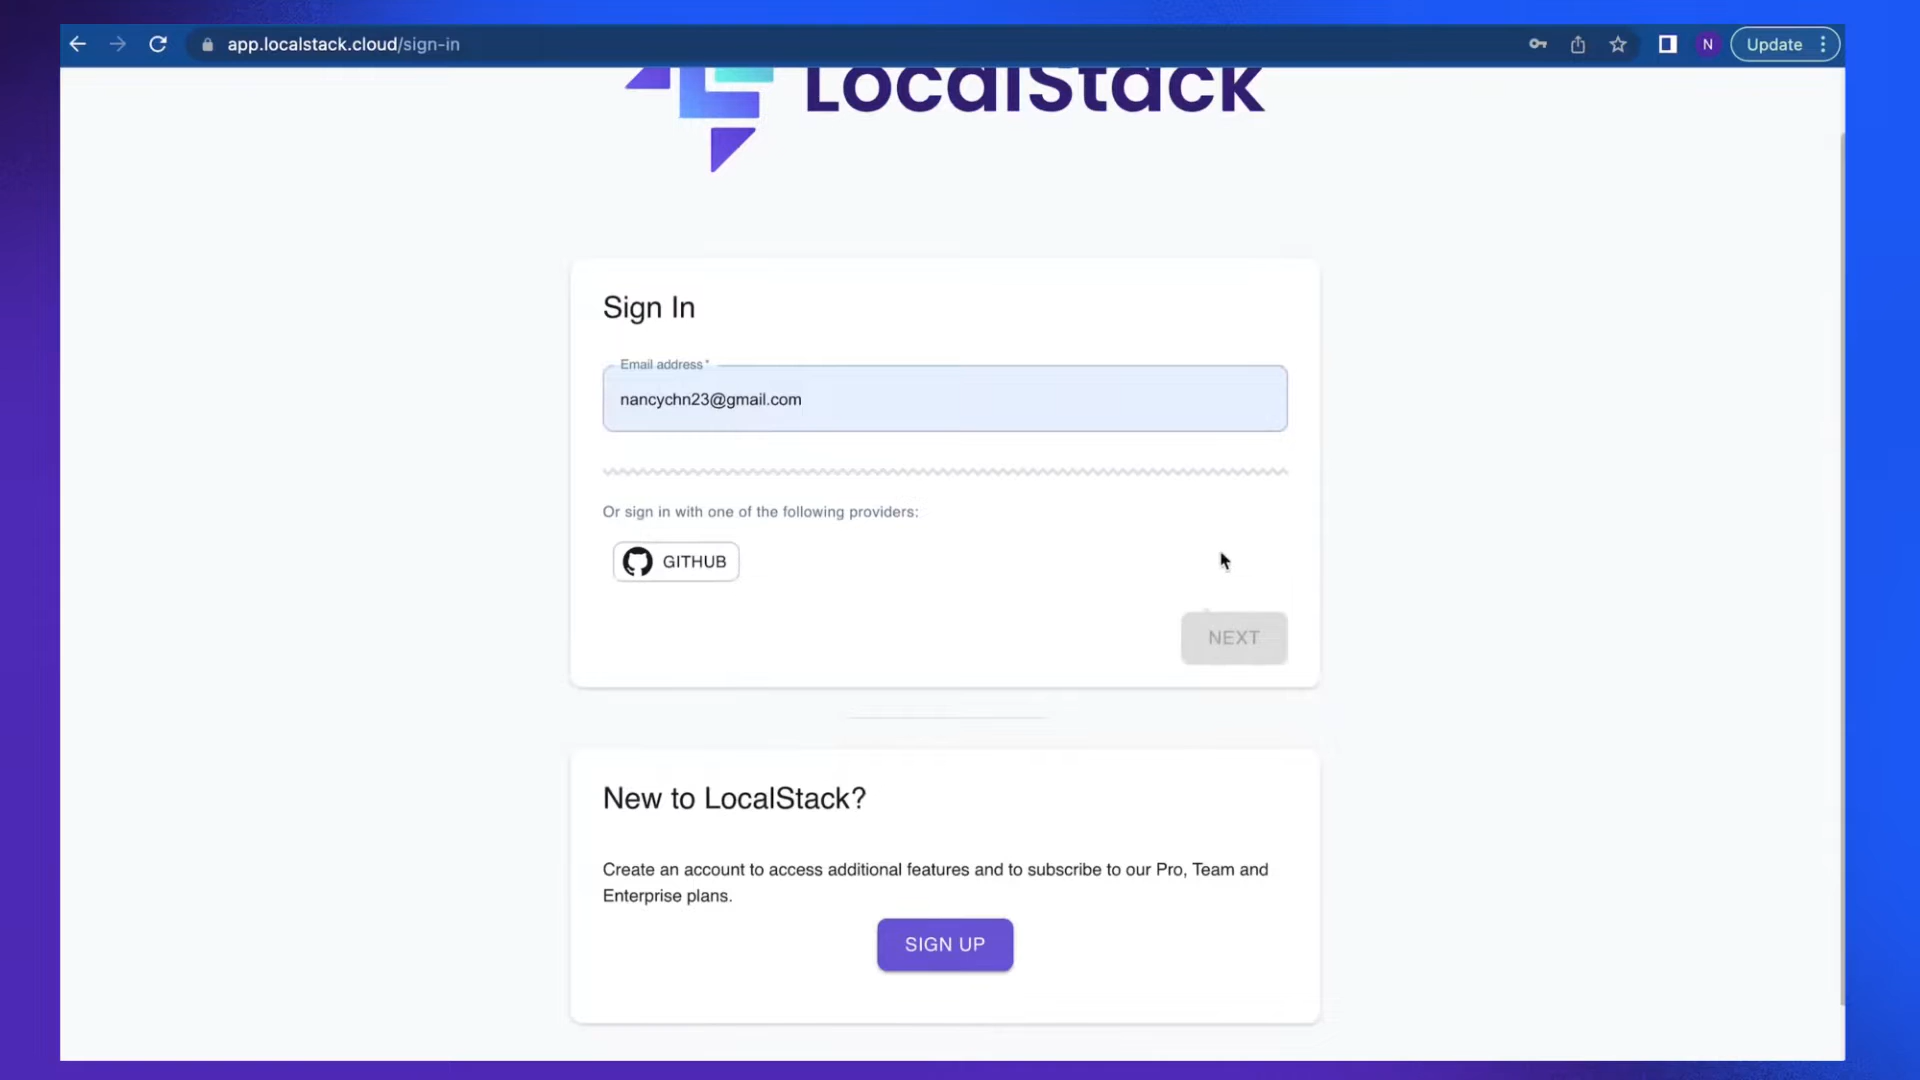 app.localstack.cloud/sign-in
N
Update
LocalStack
Sign In
Email address*
nancychn23@gmail.com
Or sign in with one of the following providers:
GITHUB
NEXT
New to LocalStack?
Create an account to access additional features and to subscribe to our Pro, Team and
Enterprise plans.
SIGN UP